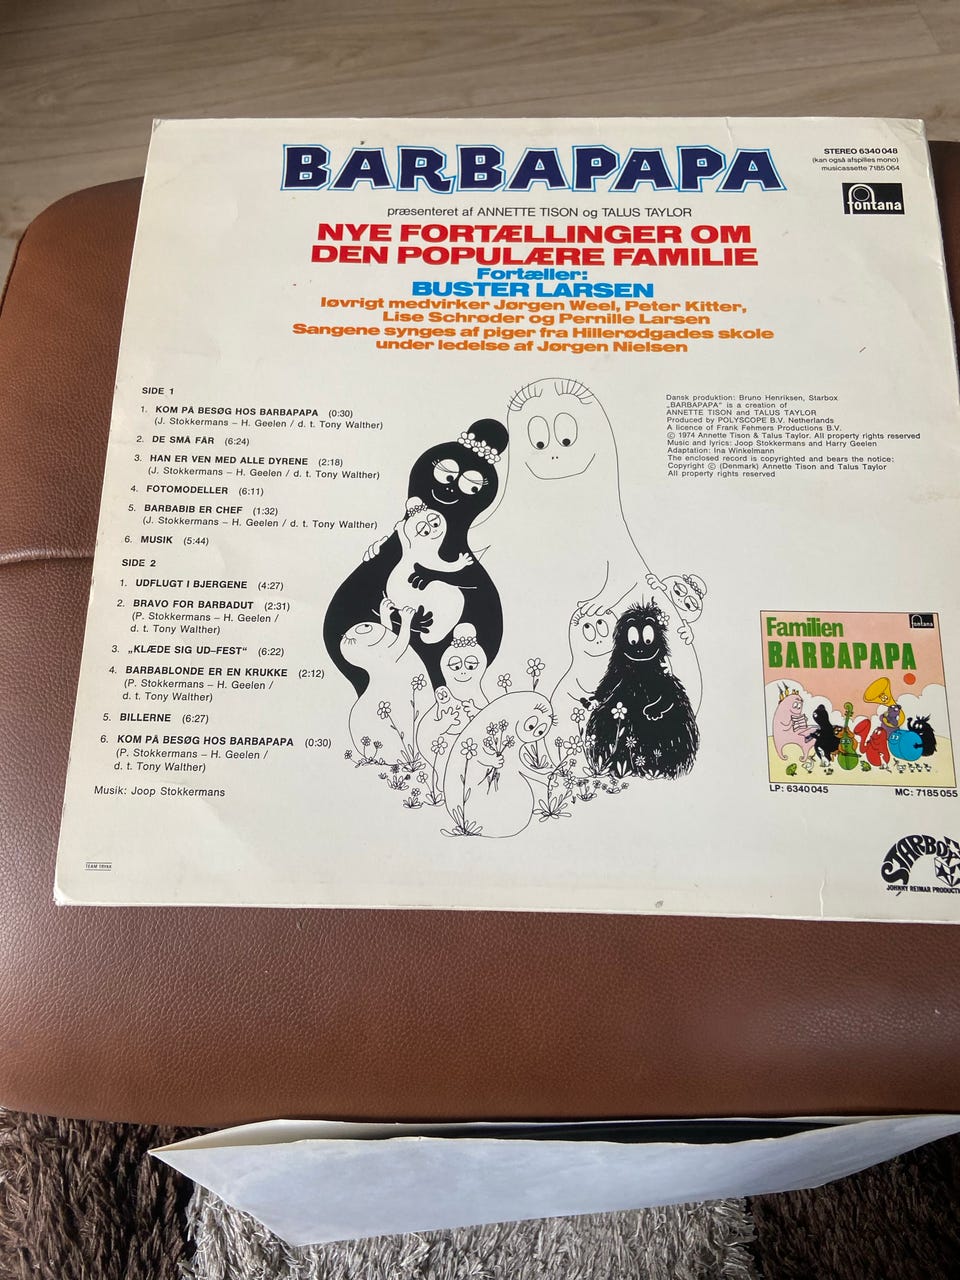 BARBAPAPA
præsenteret af ANNETTE TISON og TALUS TAYLOR
NYE FORTÆLLINGER OM
DEN POPULÆRE FAMILIE
Fortæller:
BUSTER LARSEN
Iøvrigt medvirker Jørgen Weel, Peter Kitter,
Lise Schrøder og Pernille Larsen
Sangene synges af piger fra Hillerødgades skole
under ledelse af Jørgen Nielsen
STEREO 6340 048
(kan også afspilles mono)
musicassette 7185 064
fontana
SIDE 1
1. KOM PÅ BESØG HOS BARBAPAPA (0:30)
(J. Stokkermans – H. Geelen / d. t. Tony Walther)
2. DE SMÅ FÅR (6:24)
3. HAN ER VEN MED ALLE DYRENE (2:18)
(J. Stokkermans – H. Geelen / d. t. Tony Walther)
4. FOTOMODELLER (6:11)
5. BARBABIB ER CHEF (1:32)
(J. Stokkermans – H. Geelen / d. t. Tony Walther)
6. MUSIK (5:44)
SIDE 2
1. UDFLUGT I BJERGENE (4:27)
2. BRAVO FOR BARBADUT (2:31)
(P. Stokkermans – H. Geelen /
d. t. Tony Walther)
3. „KLÆDE SIG UD–FEST“ (6:22)
4. BARBABLONDE ER EN KRUKKE (2:12)
(P. Stokkermans – H. Geelen /
d. t. Tony Walther)
5. BILLERNE (6:27)
6. KOM PÅ BESØG HOS BARBAPAPA (0:30)
(P. Stokkermans – H. Geelen /
d. t. Tony Walther)
Musik: Joop Stokkermans
Dansk produktion: Bruno Henriksen, Starbox
„BARBAPAPA“ is a creation of
ANNETTE TISON and TALUS TAYLOR
Produced by POLYSCOPE B.V. Netherlands
A licence of Frank Fehmers Productions B.V.
© 1974 Annette Tison & Talus Taylor. All property rights reserved
Music and lyrics: Joop Stokkermans and Harry Geelen
Adaptation: Ina Winkelmann
The enclosed record is copyrighted and bears the notice:
Copyright © (Denmark) Annette Tison and Talus Taylor
All property rights reserved
fontana
Familien
BARBAPAPA
LP: 6340 045 MC: 7185 055
STARBOX
JOHNNY REIMAR PRODUCTI
TEAM TRYKK